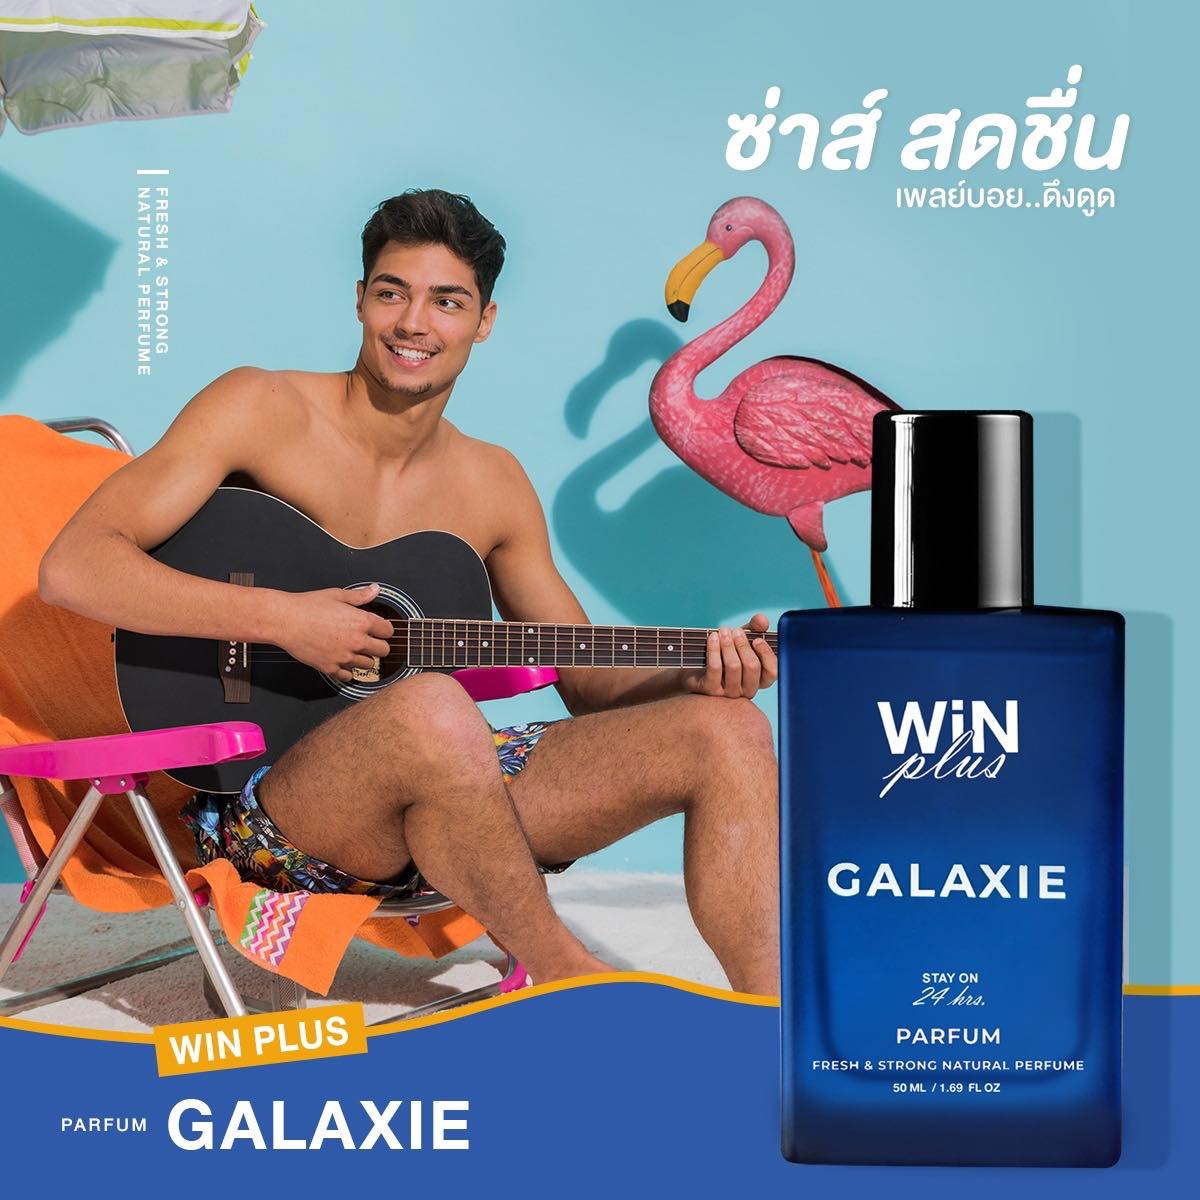 ซ่าส์ สดชื่น
เพลย์บอย..ดึงดูด
FRESH & STRONG
NATURAL PERFUME
WiN
plus
GALAXIE
STAY ON
24 hrs.
PARFUM
FRESH & STRONG NATURAL PERFUME
50 ML / 1.69 FL OZ
WIN PLUS
PARFUM GALAXIE